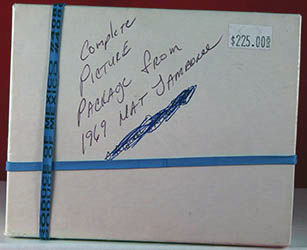 Complete
PICTURE
PACKAGE from
1969 NAT JAMBOREE
$225.00